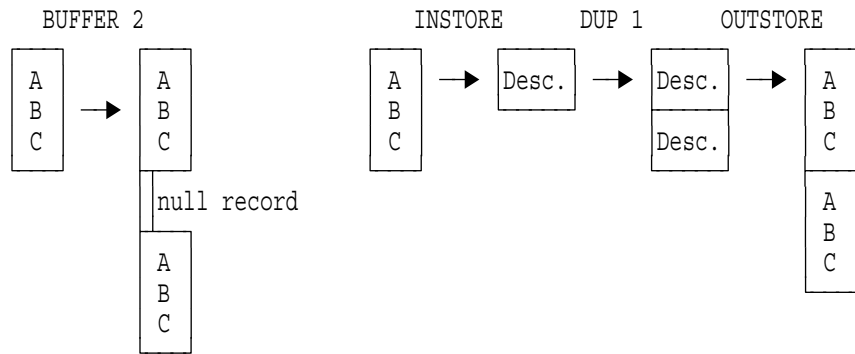 BUFFER 2 INSTORE DUP 1 OUTSTORE
A A A Desc. Desc. A
B B B B
C C C Desc. C
null record A
B
A C
B
C